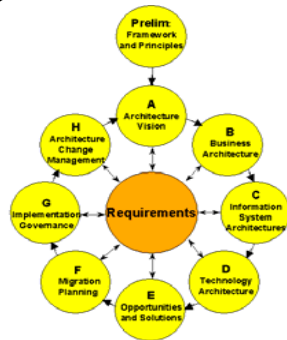 Prelim:
Framework
and Principles
A
Architecture
Vision
H
Architecture
Change
Management
B
Business
Architecture
G
Implementation
Governance
Requirements
C
Information
System
Architectures
F
Migration
Planning
D
Technology
Architecture
E
Opportunities
and Solutions